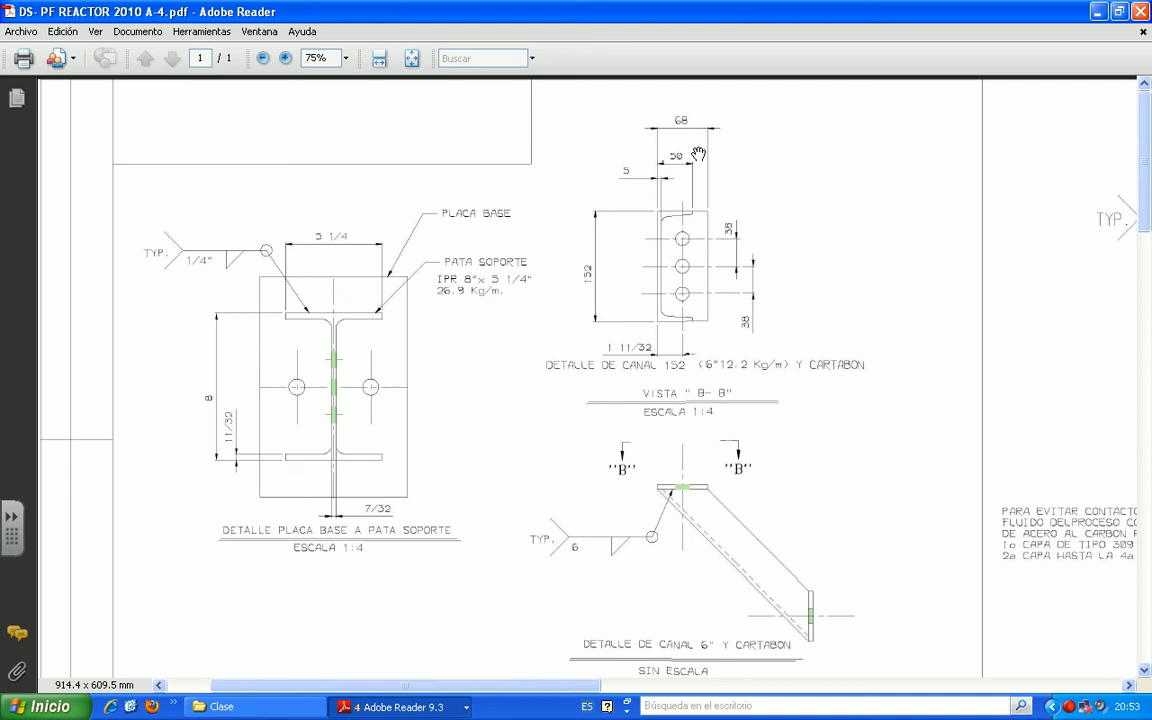 DS- PF REACTOR 2010 A-4.pdf - Adobe Reader
Archivo Edición Ver Documento Herramientas Ventana Ayuda
1 / 1 75% Buscar
68
50
5
PLACA BASE
5 1/4
TYP.
1/4"
PATA SOPORTE
IPR 8"x 5 1/4"
26.9 Kg/m.
38
152
38
TYP.
8
11/32
1 11/32
DETALLE DE CANAL 152 (6"12.2 Kg/m) Y CARTABON
VISTA " B- B"
ESCALA 1:4
"B" "B"
7/32
DETALLE PLACA BASE A PATA SOPORTE
ESCALA 1:4
TYP.
6
PARA EVITAR CONTACT
FLUIDO DELPROCESO C
DE ACERO AL CARBON
1o CAPA DE TIPO 309
2a CAPA HASTA LA 4a
DETALLE DE CANAL 6" Y CARTABON
SIN ESCALA
914.4 x 609.5 mm
Inicio Clase 4 Adobe Reader 9.3 ES Búsqueda en el escritorio 20:53